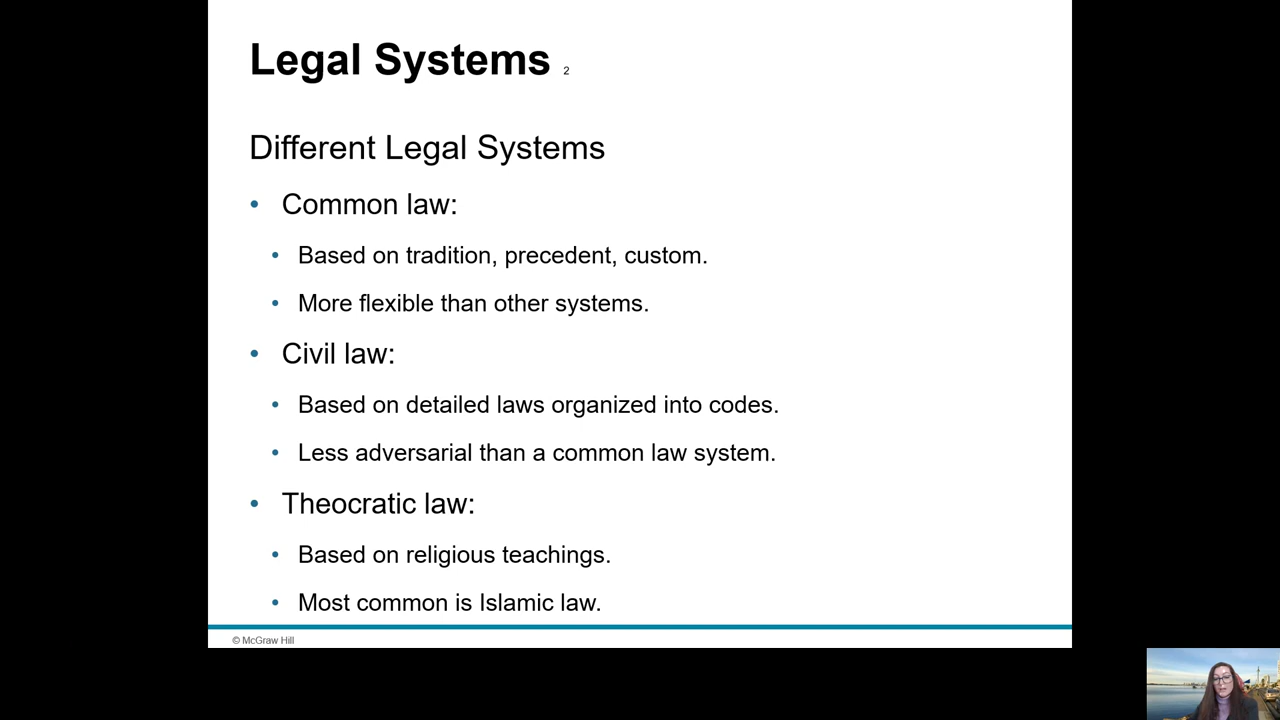 Legal Systems 2
Different Legal Systems
• Common law:
• Based on tradition, precedent, custom.
• More flexible than other systems.
• Civil law:
• Based on detailed laws organized into codes.
• Less adversarial than a common law system.
• Theocratic law:
• Based on religious teachings.
• Most common is Islamic law.
© McGraw Hill